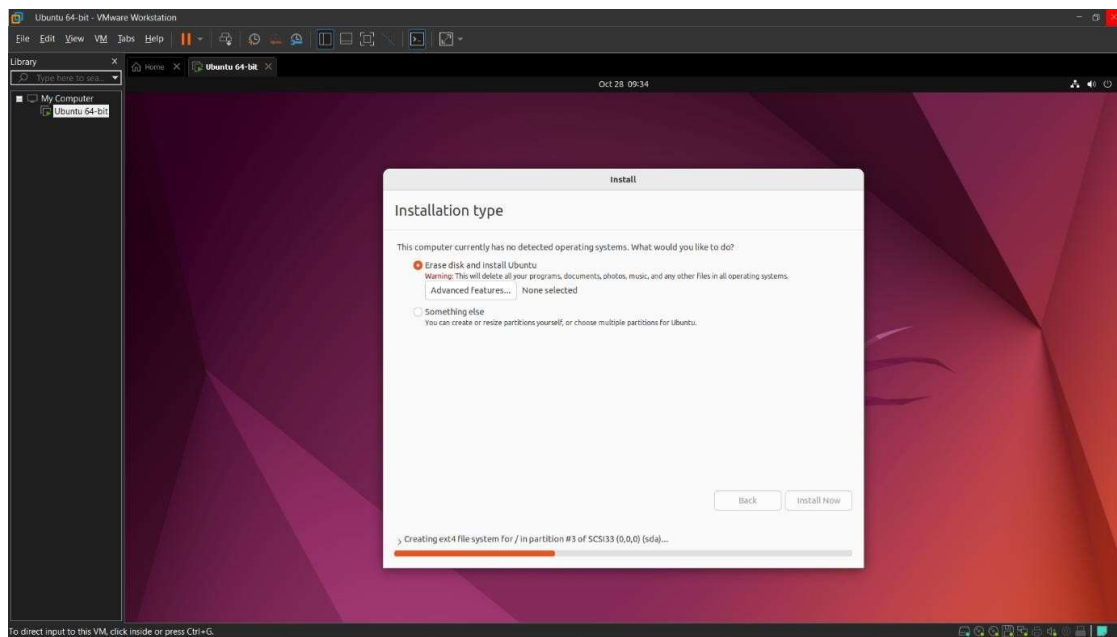 Ubuntu 64-bit - VMware Workstation
File Edit View VM Tabs Help
Library X
Type here to sea...
Home X Ubuntu 64-bit X
Oct 28 09:34
My Computer
Ubuntu 64-bit
Install
Installation type
This computer currently has no detected operating systems. What would you like to do?
Erase disk and install Ubuntu
Warning: This will delete all your programs, documents, photos, music, and any other files in all operating systems.
Advanced features... None selected
Something else
You can create or resize partitions yourself, or choose multiple partitions for Ubuntu.
Back Install Now
Creating ext4 file system for / in partition #3 of SCSI33 (0,0,0) (sda)...
To direct input to this VM, click inside or press Ctrl+G.